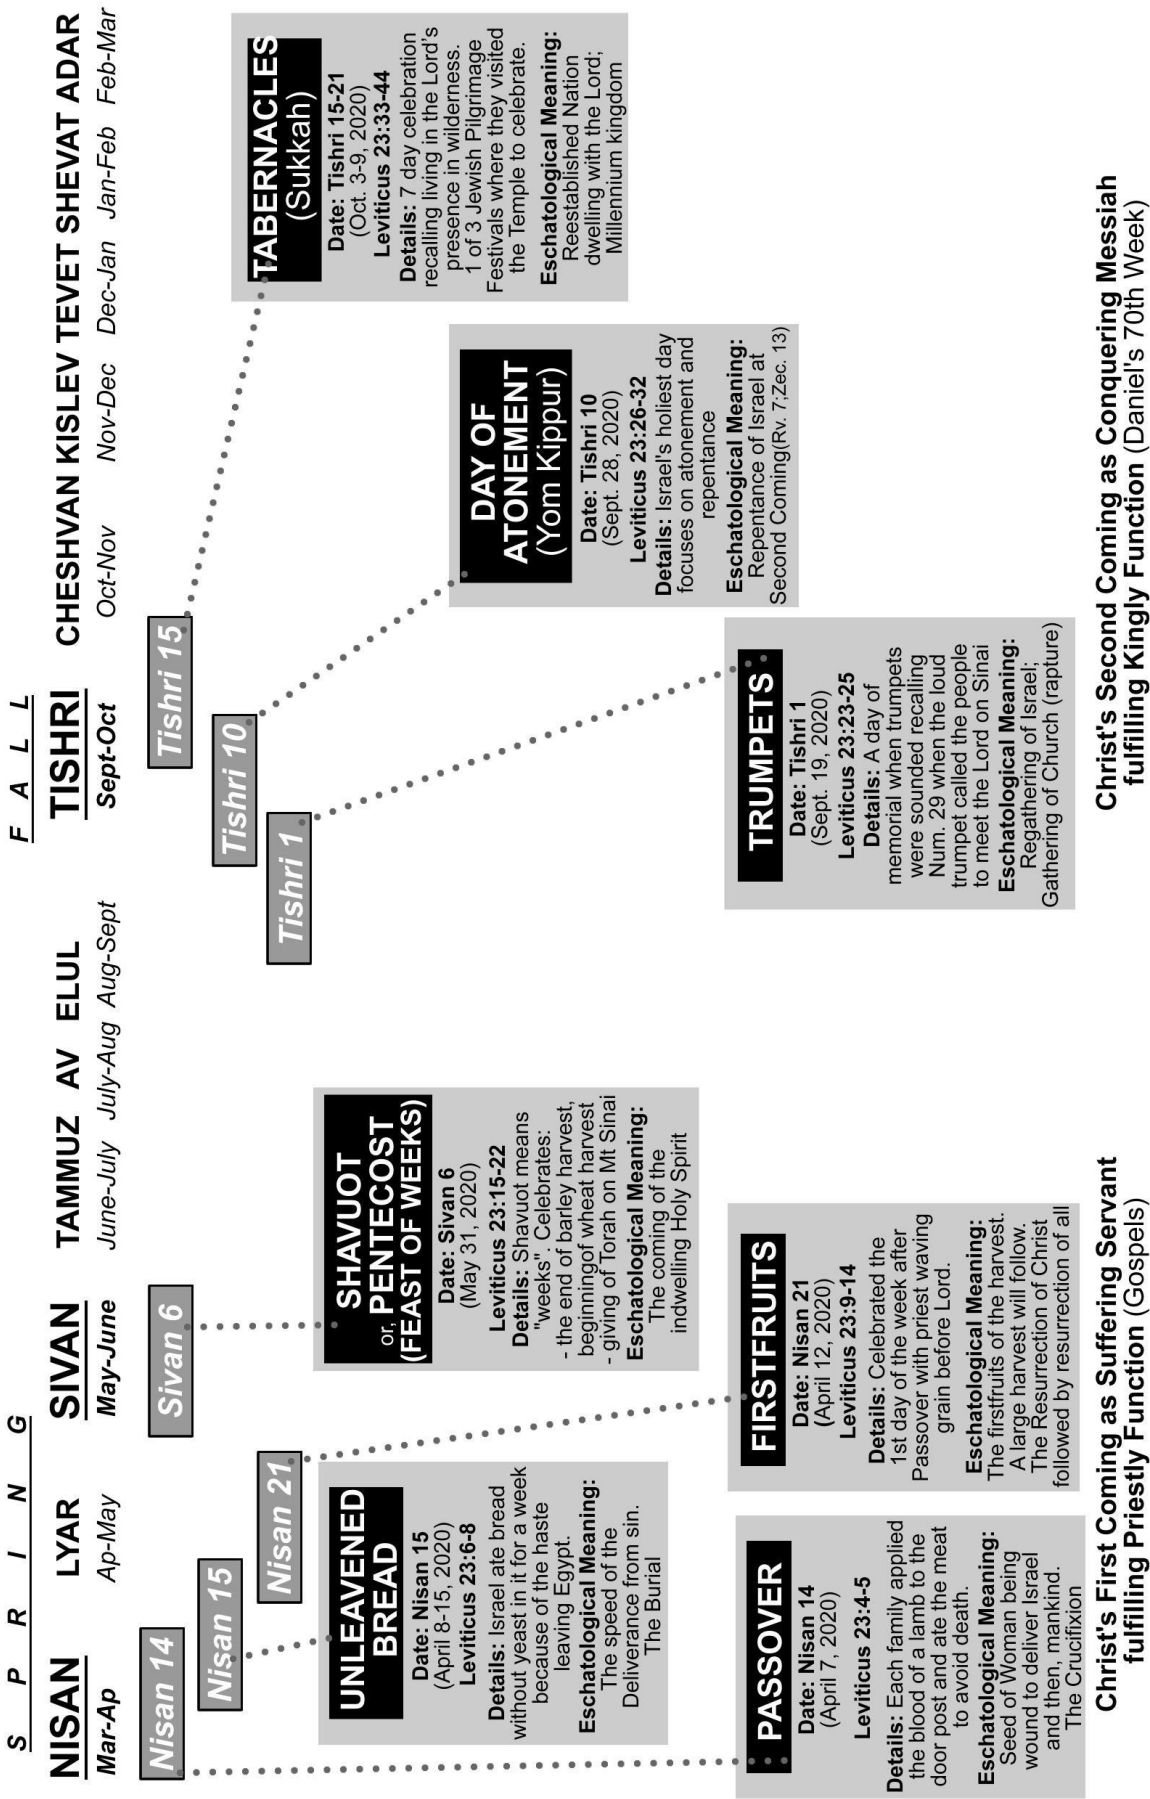 S P R I N G
F A L L
NISAN LYAR SIVAN TAMMUZ AV ELUL TISHRI CHESHVAN KISLEV TEVET SHEVAT ADAR
Mar-Ap Ap-May May-June June-July July-Aug Aug-Sept Sept-Oct Oct-Nov Nov-Dec Dec-Jan Jan-Feb Feb-Mar
Nisan 14
Nisan 15
Nisan 21
Sivan 6
Tishri 1
Tishri 10
Tishri 15
UNLEAVENED
BREAD
Date: Nisan 15
(April 8-15, 2020)
Leviticus 23:6-8
Details: Israel ate bread
without yeast in it for a week
because of the haste
leaving Egypt.
Eschatological Meaning:
The speed of the
Deliverance from sin.
The Burial
SHAVUOT
or, PENTECOST
(FEAST OF WEEKS)
Date: Sivan 6
(May 31, 2020)
Leviticus 23:15-22
Details: Shavuot means
"weeks". Celebrates:
- the end of barley harvest,
beginningof wheat harvest
- giving of Torah on Mt Sinai
Eschatological Meaning:
The coming of the
indwelling Holy Spirit
DAY OF
ATONEMENT
(Yom Kippur)
Date: Tishri 10
(Sept. 28, 2020)
Leviticus 23:26-32
Details: Israel's holiest day
focuses on atonement and
repentance
Eschatological Meaning:
Repentance of Israel at
Second Coming(Rv. 7;Zec. 13)
TABERNACLES
(Sukkah)
Date: Tishri 15-21
(Oct. 3-9, 2020)
Leviticus 23:33-44
Details: 7 day celebration
recalling living in the Lord's
presence in wilderness.
1 of 3 Jewish Pilgrimage
Festivals where they visited
the Temple to celebrate.
Eschatological Meaning:
Reestablished Nation
dwelling with the Lord;
Millennium kingdom
PASSOVER
Date: Nisan 14
(April 7, 2020)
Leviticus 23:4-5
Details: Each family applied
the blood of a lamb to the
door post and ate the meat
to avoid death.
Eschatological Meaning:
Seed of Woman being
wound to deliver Israel
and then, mankind.
The Crucifixion
FIRSTFRUITS
Date: Nisan 21
(April 12, 2020)
Leviticus 23:9-14
Details: Celebrated the
1st day of the week after
Passover with priest waving
grain before Lord.
Eschatological Meaning:
The firstfruits of the harvest.
A large harvest will follow.
The Resurrection of Christ
followed by resurrection of all
TRUMPETS
Date: Tishri 1
(Sept. 19, 2020)
Leviticus 23:23-25
Details: A day of
memorial when trumpets
were sounded recalling
Num. 29 when the loud
trumpet called the people
to meet the Lord on Sinai
Eschatological Meaning:
Regathering of Israel;
Gathering of Church (rapture)
Christ's First Coming as Suffering Servant
fulfilling Priestly Function (Gospels)
Christ's Second Coming as Conquering Messiah
fulfilling Kingly Function (Daniel's 70th Week)